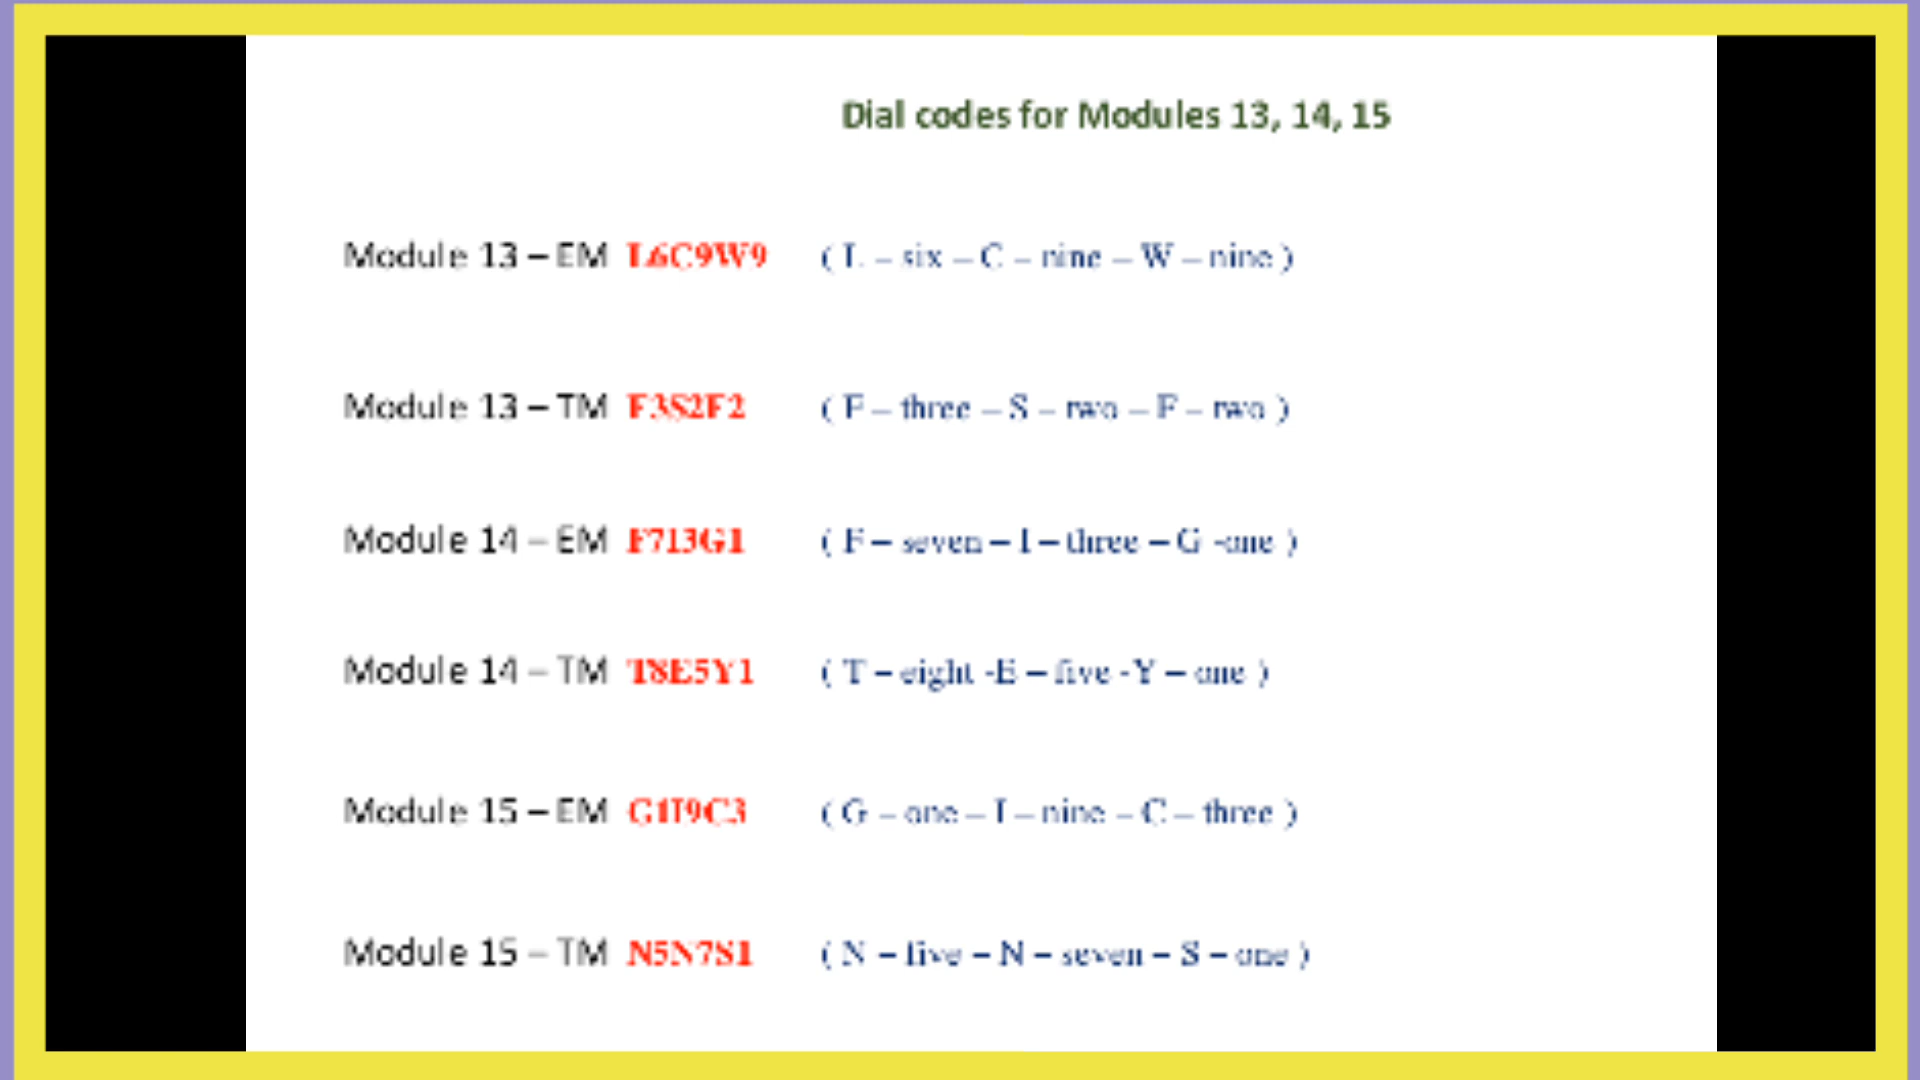 Dial codes for Modules 13, 14, 15
Module 13 – EM L6C9W9 ( L – six – C – nine – W – nine )
Module 13 – TM F3S2F2 ( F – three – S – two – F – two )
Module 14 – EM F7I3G1 ( F – seven – I – three – G -one )
Module 14 – TM T8E5Y1 ( T – eight -E – five -Y – one )
Module 15 – EM G1I9C3 ( G – one – I – nine – C – three )
Module 15 – TM N5N7S1 ( N – five – N – seven – S – one )